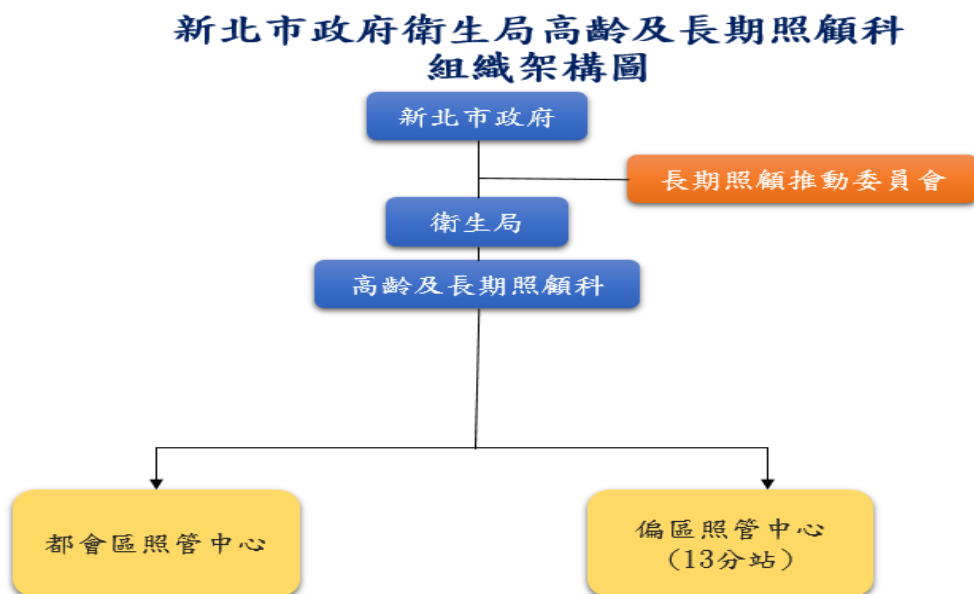 新北市政府衛生局高齡及長期照顧科
組織架構圖
新北市政府
長期照顧推動委員會
衛生局
高齡及長期照顧科
都會區照管中心
偏區照管中心
(13分站)